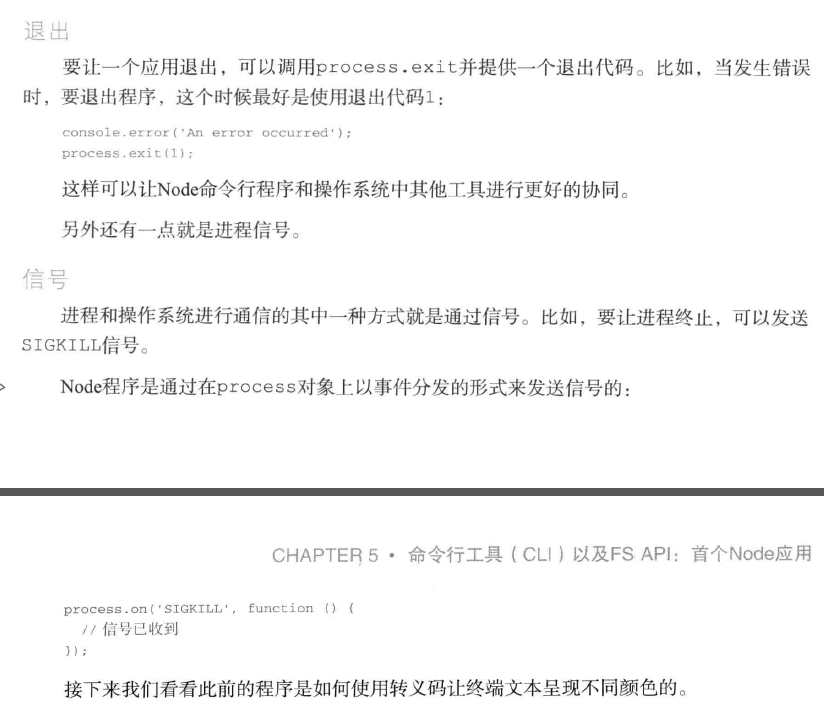 退出
要让一个应用退出，可以调用process.exit并提供一个退出代码。比如，当发生错误
时，要退出程序，这个时候最好是使用退出代码1：
console.error('An error occurred');
process.exit(1);
这样可以让Node命令行程序和操作系统中其他工具进行更好的协同。
另外还有一点就是进程信号。
信号
进程和操作系统进行通信的其中一种方式就是通过信号。比如，要让进程终止，可以发送
SIGKILL信号。
Node程序是通过在process对象上以事件分发的形式来发送信号的：
CHAPTER 5 • 命令行工具（CLI）以及FS API：首个Node应用
process.on('SIGKILL', function () {
// 信号已收到
});
接下来我们看看此前的程序是如何使用转义码让终端文本呈现不同颜色的。